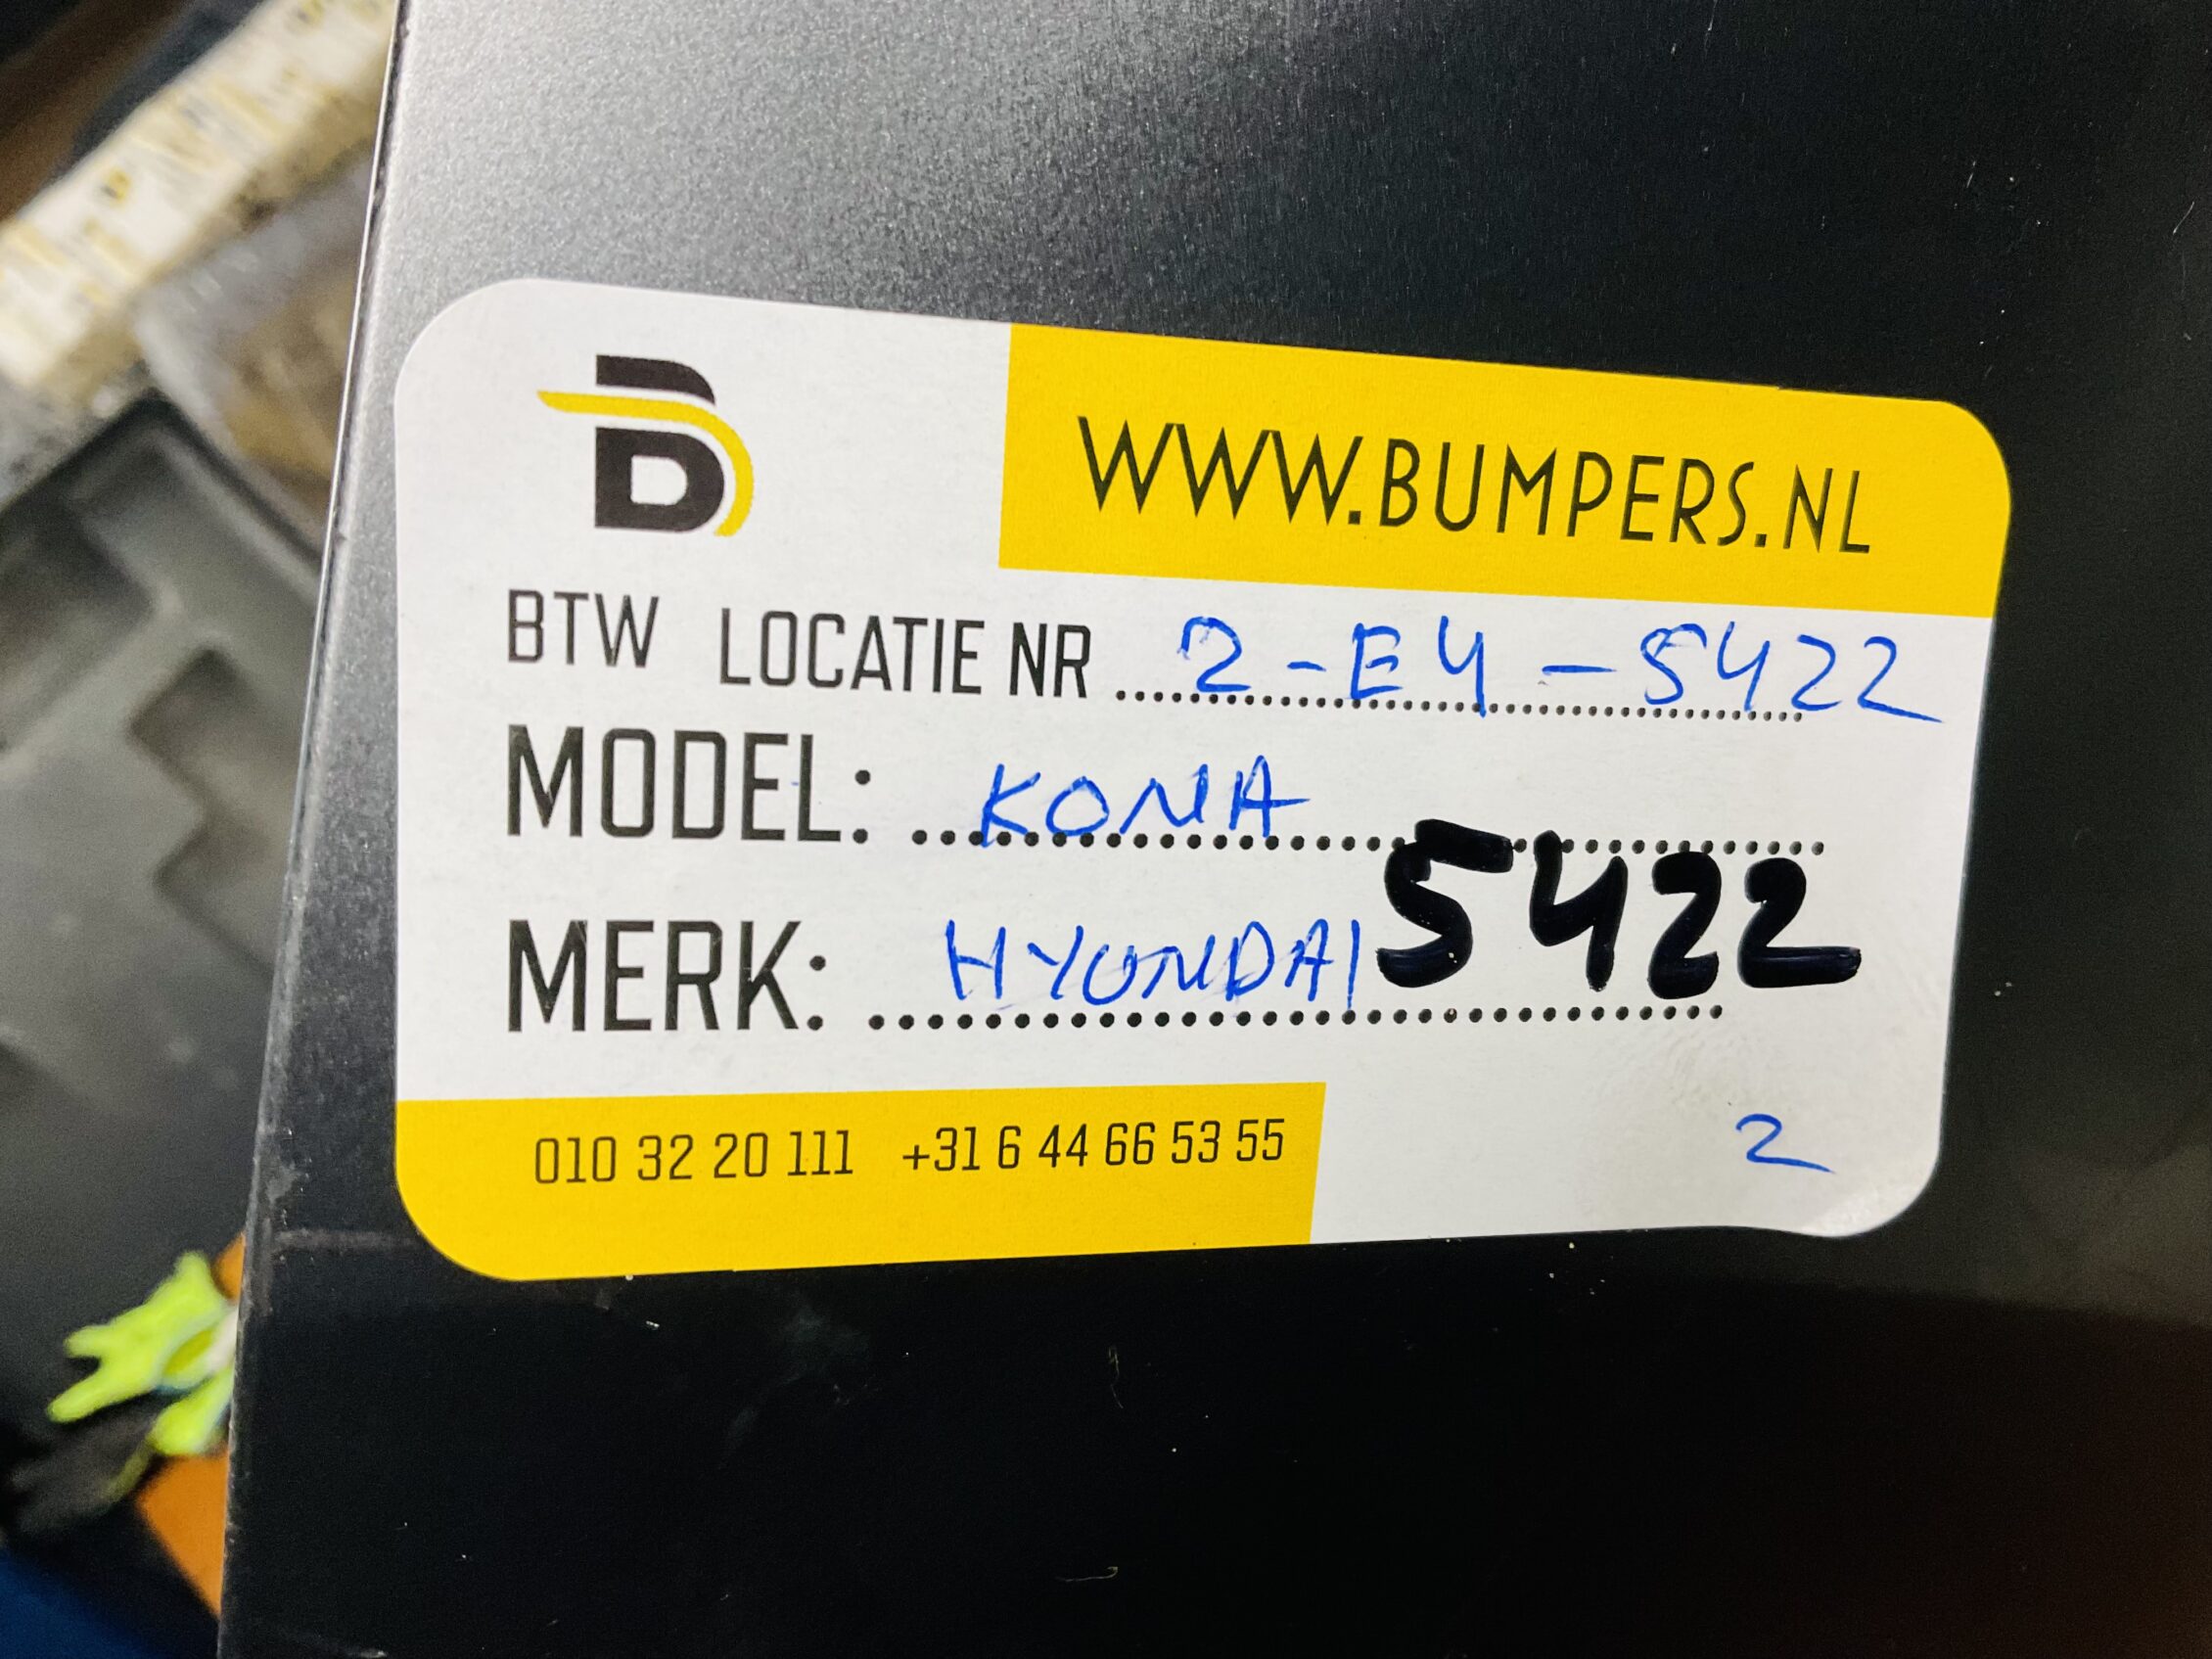 B
WWW.BUMPERS.NL
BTW LOCATIE NR 2-E4-5422
MODEL: KONA
MERK: HYUNDAI 5422
010 32 20 111 +31 6 44 66 53 55
2